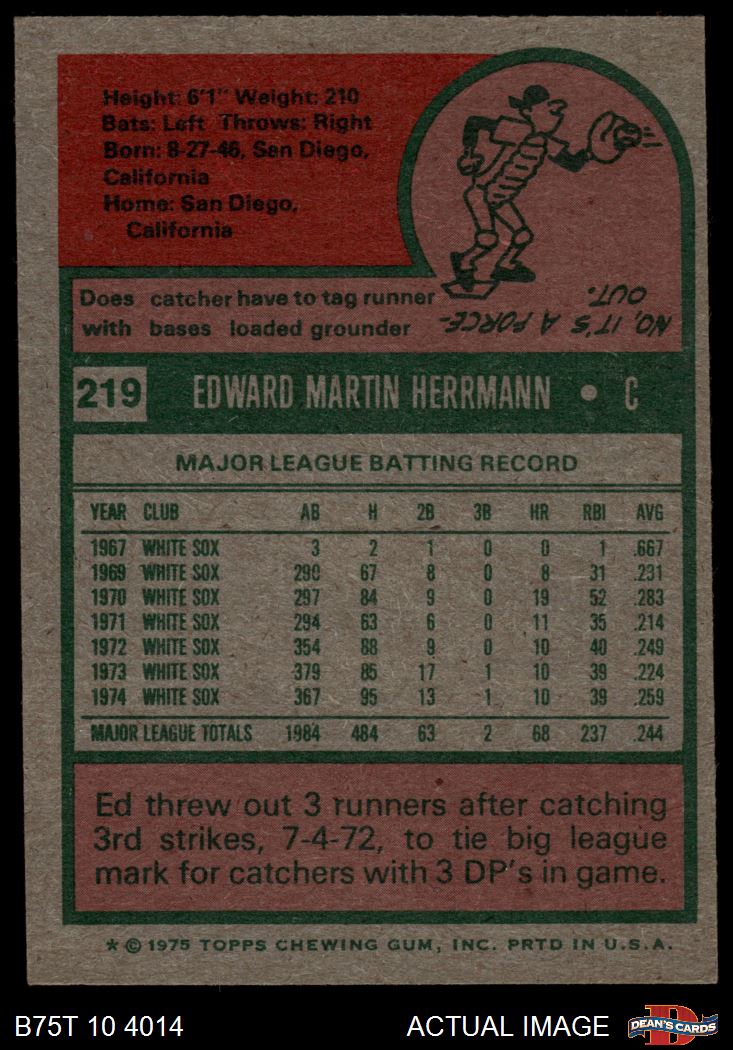 Height: 6'1" Weight: 210
Bats: Left Throws: Right
Born: 8-27-46, San Diego,
California
Home: San Diego,
California
Does catcher have to tag runner
with bases loaded grounder
NO, IT'S A FORCE-
OUT.
219 EDWARD MARTIN HERRMANN • C
MAJOR LEAGUE BATTING RECORD
YEAR CLUB AB H 2B 3B HR RBI AVG
1967 WHITE SOX 3 2 1 0 0 1 .667
1969 WHITE SOX 290 67 8 0 8 31 .231
1970 WHITE SOX 297 84 9 0 19 52 .283
1971 WHITE SOX 294 63 6 0 11 35 .214
1972 WHITE SOX 354 88 9 0 10 40 .249
1973 WHITE SOX 379 85 17 1 10 39 .224
1974 WHITE SOX 367 95 13 1 10 39 .259
MAJOR LEAGUE TOTALS 1984 484 63 2 68 237 .244
Ed threw out 3 runners after catching
3rd strikes, 7-4-72, to tie big league
mark for catchers with 3 DP's in game.
* © 1975 TOPPS CHEWING GUM, INC. PRTD IN U.S.A.
B75T 10 4014 ACTUAL IMAGE DEAN'S CARDS